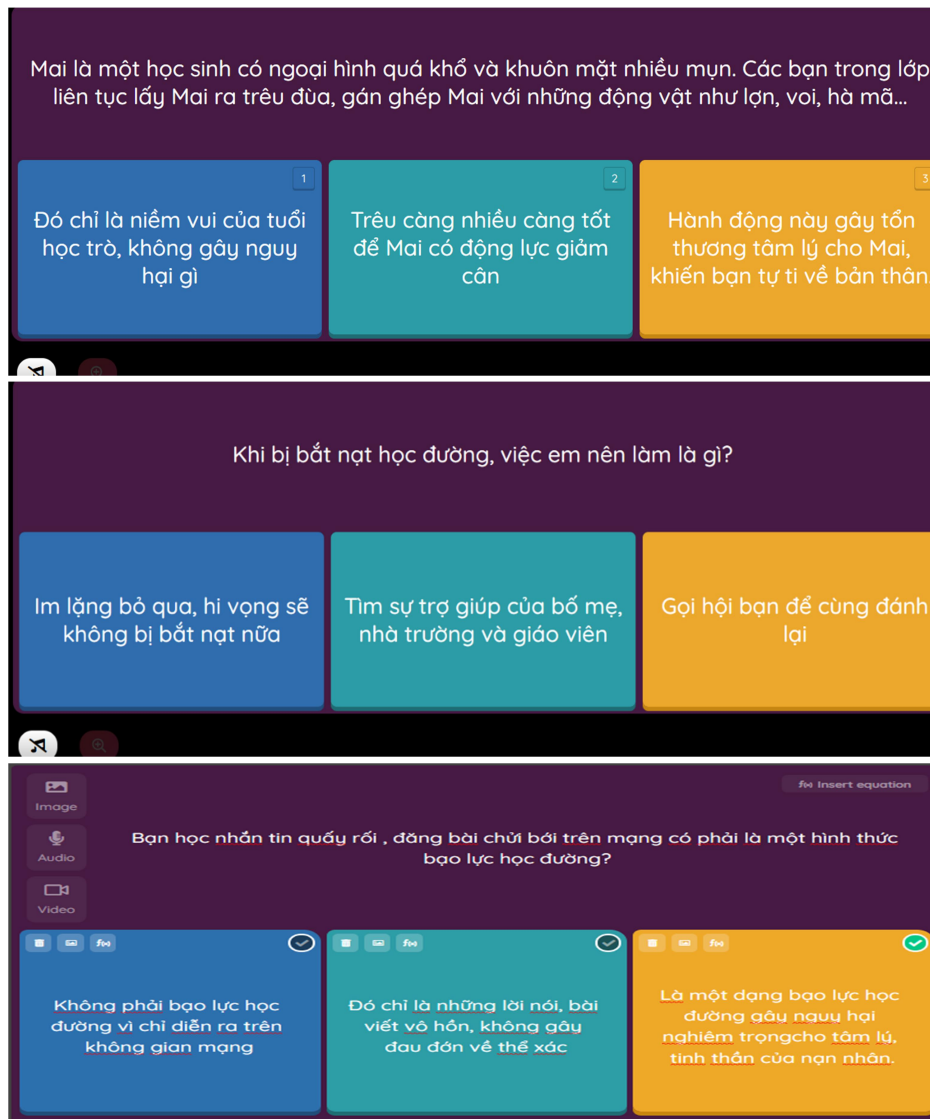 Mai là một học sinh có ngoại hình quá khổ và khuôn mặt nhiều mụn. Các bạn trong lớp
liên tục lấy Mai ra trêu đùa, gán ghép Mai với những động vật như lợn, voi, hà mã...
1
2
3
Đó chỉ là niềm vui của tuổi
học trò, không gây nguy
hại gì
Trêu càng nhiều càng tốt
để Mai có động lực giảm
cân
Hành động này gây tổn
thương tâm lý cho Mai,
khiến bạn tự ti về bản thân.
Khi bị bắt nạt học đường, việc em nên làm là gì?
Im lặng bỏ qua, hi vọng sẽ
không bị bắt nạt nữa
Tìm sự trợ giúp của bố mẹ,
nhà trường và giáo viên
Gọi hội bạn để cùng đánh
lại
Image
Audio
Video
f(x) Insert equation
Bạn học nhắn tin quấy rối , đăng bài chửi bới trên mạng có phải là một hình thức
bạo lực học đường?
f(x)
f(x)
f(x)
Không phải bạo lực học
đường vì chỉ diễn ra trên
không gian mạng
Đó chỉ là những lời nói, bài
viết vô hồn, không gây
đau đớn về thể xác
Là một dạng bạo lực học
đường gây nguy hại
nghiêm trọngcho tâm lý,
tinh thần của nạn nhân.